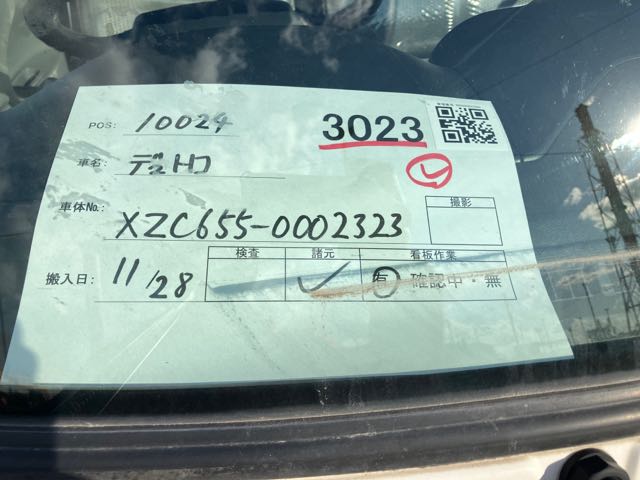 POS: 10024
3023
車名: デュトロ
車体No.: XZC655-0002323
撮影
搬入日: 11/28
検査 諸元 看板作業
有・確認中・無